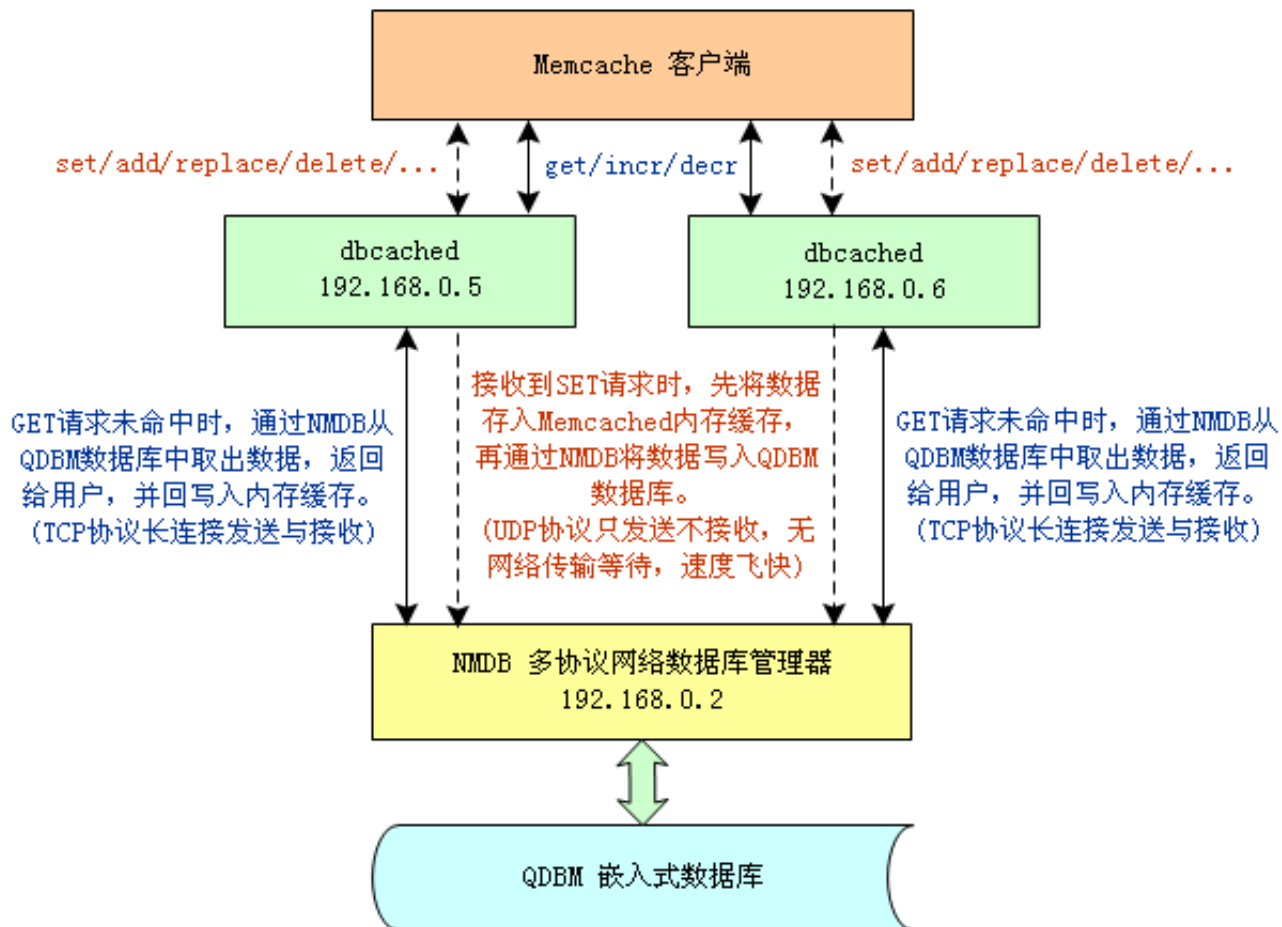 Memcache 客户端
set/add/replace/delete/...
get/incr/decr
set/add/replace/delete/...
dbcached
192.168.0.5
dbcached
192.168.0.6
GET请求未命中时，通过NMDB从
QDBM数据库中取出数据，返回
给用户，并回写入内存缓存。
(TCP协议长连接发送与接收)
接收到SET请求时，先将数据
存入Memcached内存缓存，
再通过NMDB将数据写入QDBM
数据库。
(UDP协议只发送不接收，无
网络传输等待，速度飞快)
GET请求未命中时，通过NMDB从
QDBM数据库中取出数据，返回
给用户，并回写入内存缓存。
(TCP协议长连接发送与接收)
NMDB 多协议网络数据库管理器
192.168.0.2
QDBM 嵌入式数据库